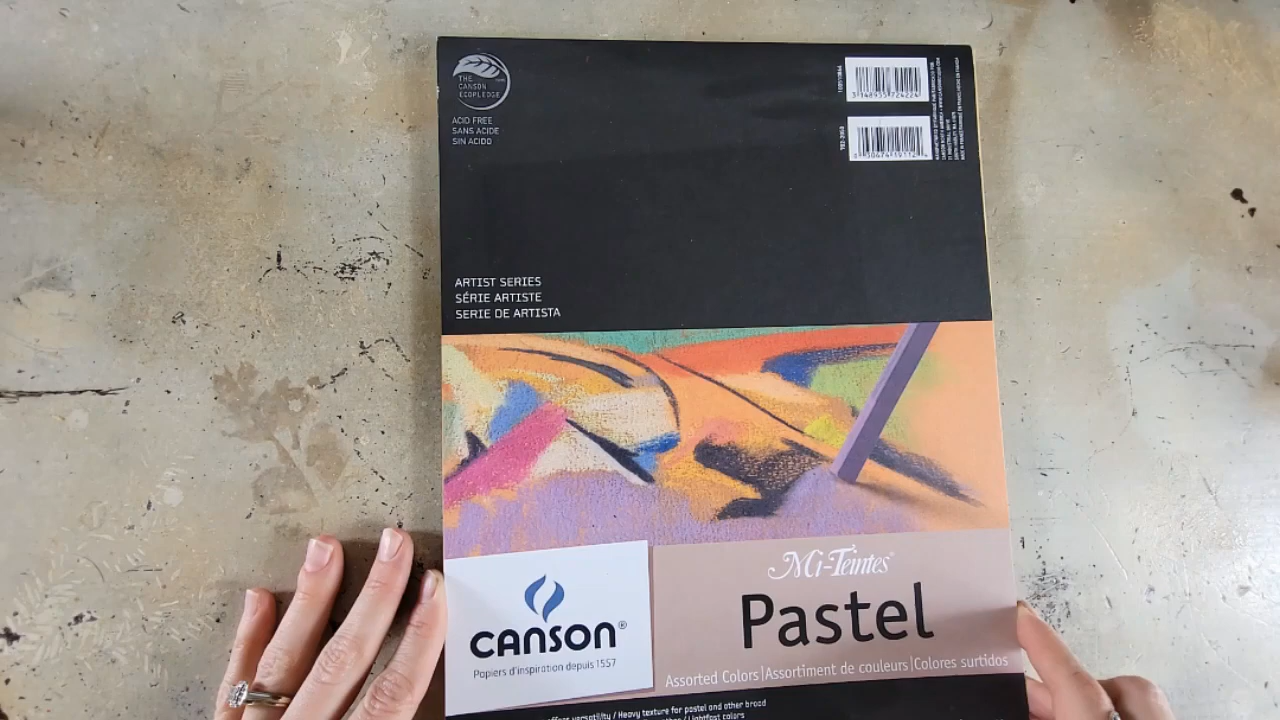 THE
CANSON
ECOPLEDGE
ACID FREE
SANS ACIDE
SIN ACIDO
ARTIST SERIES
SÉRIE ARTISTE
SERIE DE ARTISTA
Mi-Teintes®
Pastel
CANSON®
Papiers d'inspiration depuis 1557
Assorted Colors|Assortiment de couleurs|Colores surtidos
offers versatility / Heavy texture for pastel and other broad
/ Lightfast colors